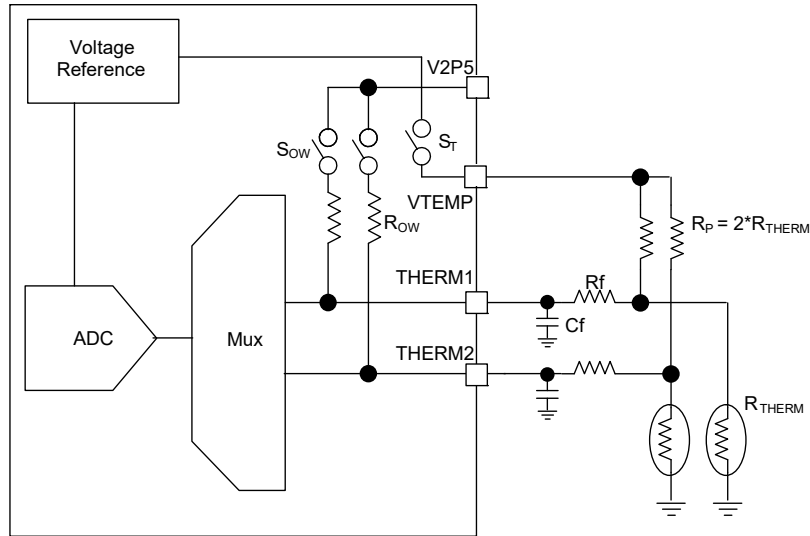 Voltage
Reference
V2P5
S_OW
S_T
VTEMP
R_OW
R_P = 2*R_THERM
THERM1
Rf
ADC
Mux
Cf
THERM2
R_THERM